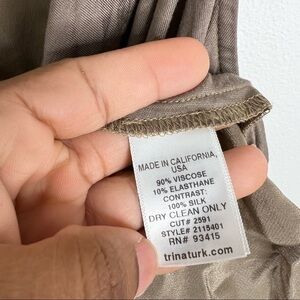 MADE IN CALIFORNIA,
USA
90% VISCOSE
10% ELASTHANE
CONTRAST:
100% SILK
DRY CLEAN ONLY
CUT# 2591
STYLE# 2115401
RN# 93415
trinaturk.com